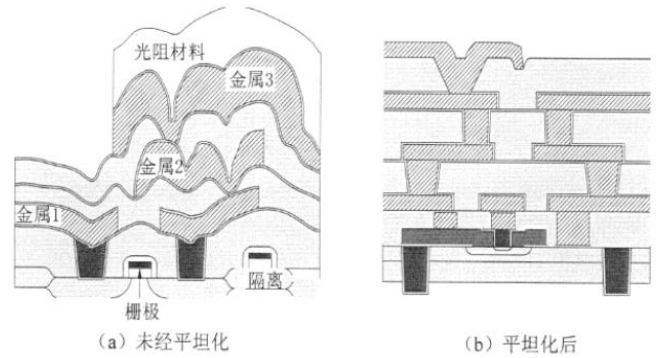 光阻材料
金属3
金属2
金属1
隔离
栅极
(a) 未经平坦化
(b) 平坦化后